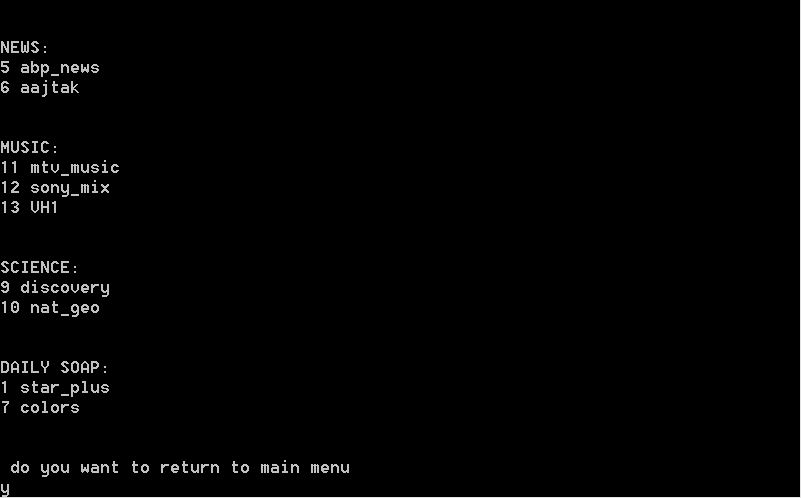 NEWS:
5 abp_news
6 aajtak
MUSIC:
11 mtv_music
12 sony_mix
13 VH1
SCIENCE:
9 discovery
10 nat_geo
DAILY SOAP:
1 star_plus
7 colors
do you want to return to main menu
y